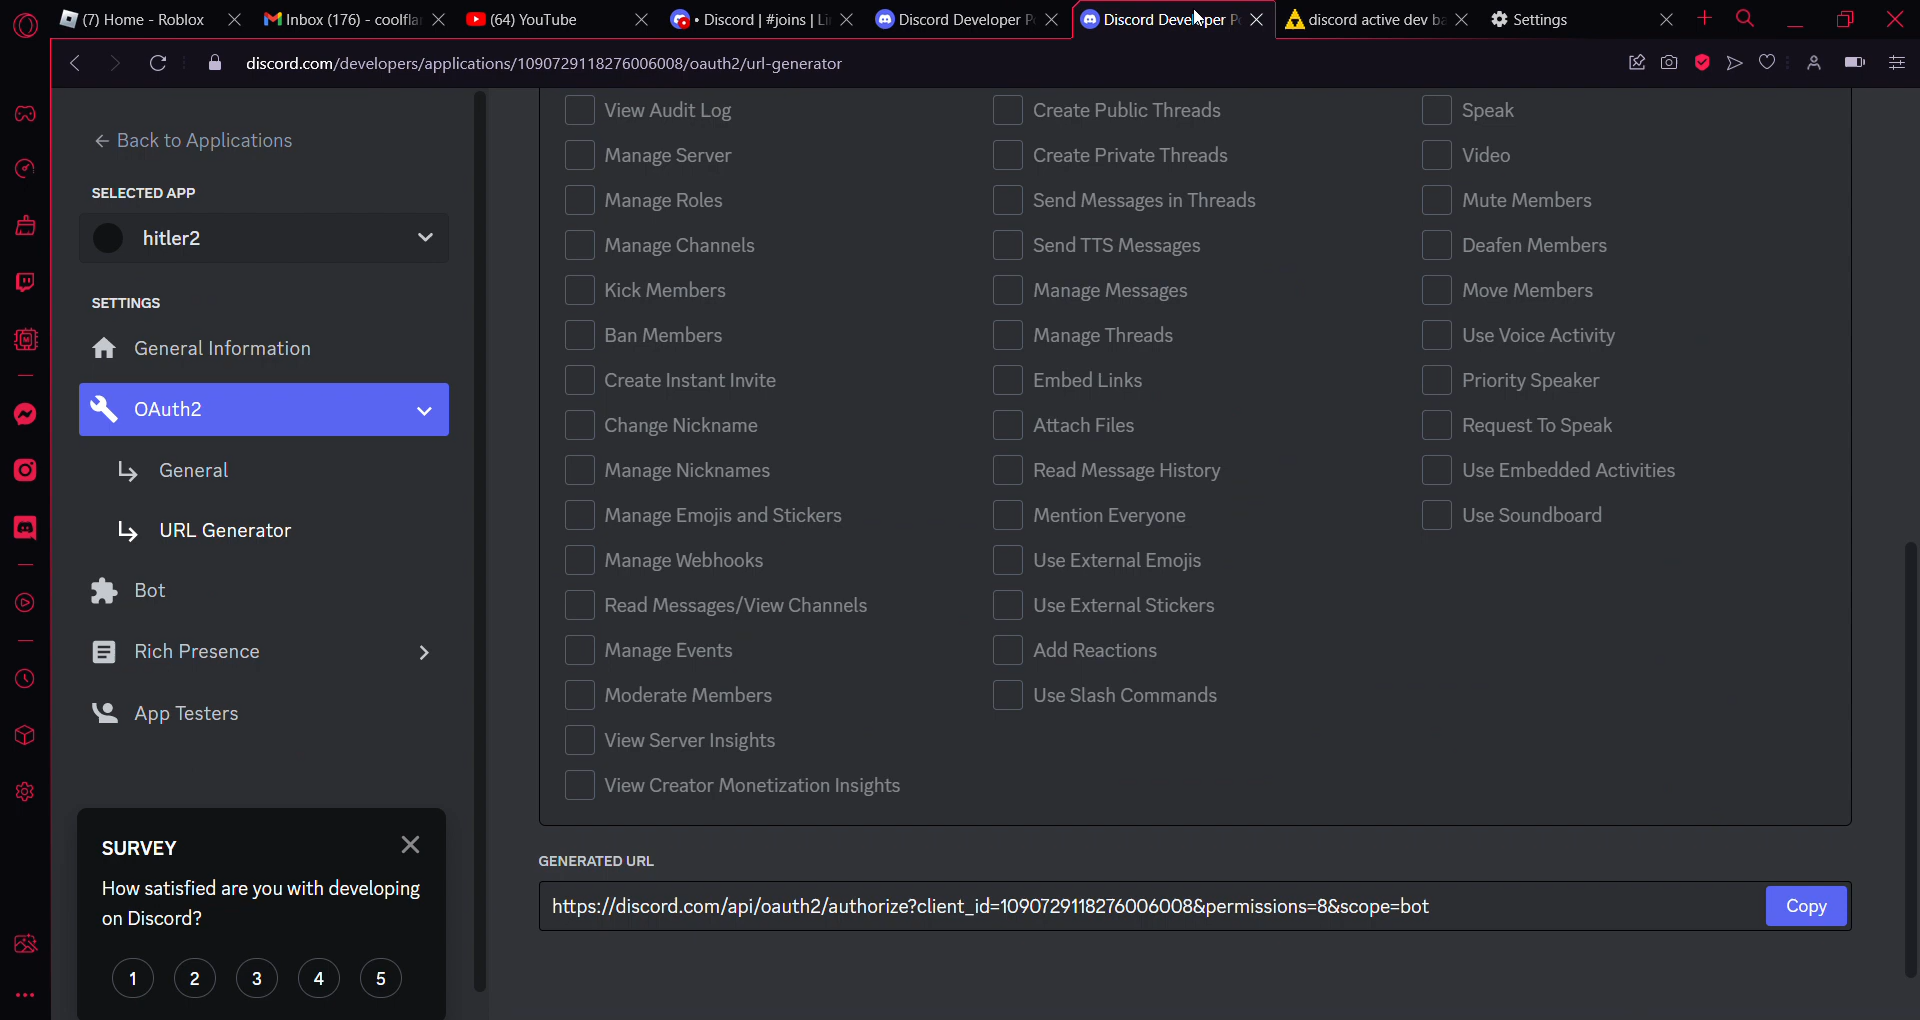 (7) Home - Roblox
Inbox (176) - coolfla
(64) YouTube
• Discord | #joins | Li
Discord Developer P
Discord Developer P
discord active dev ba
Settings
discord.com/developers/applications/1090729118276006008/oauth2/url-generator
← Back to Applications
SELECTED APP
hitler2
SETTINGS
General Information
OAuth2
General
URL Generator
Bot
Rich Presence
App Testers
SURVEY
How satisfied are you with developing
on Discord?
1 2 3 4 5
View Audit Log
Manage Server
Manage Roles
Manage Channels
Kick Members
Ban Members
Create Instant Invite
Change Nickname
Manage Nicknames
Manage Emojis and Stickers
Manage Webhooks
Read Messages/View Channels
Manage Events
Moderate Members
View Server Insights
View Creator Monetization Insights
Create Public Threads
Create Private Threads
Send Messages in Threads
Send TTS Messages
Manage Messages
Manage Threads
Embed Links
Attach Files
Read Message History
Mention Everyone
Use External Emojis
Use External Stickers
Add Reactions
Use Slash Commands
Speak
Video
Mute Members
Deafen Members
Move Members
Use Voice Activity
Priority Speaker
Request To Speak
Use Embedded Activities
Use Soundboard
GENERATED URL
https://discord.com/api/oauth2/authorize?client_id=1090729118276006008&permissions=8&scope=bot
Copy